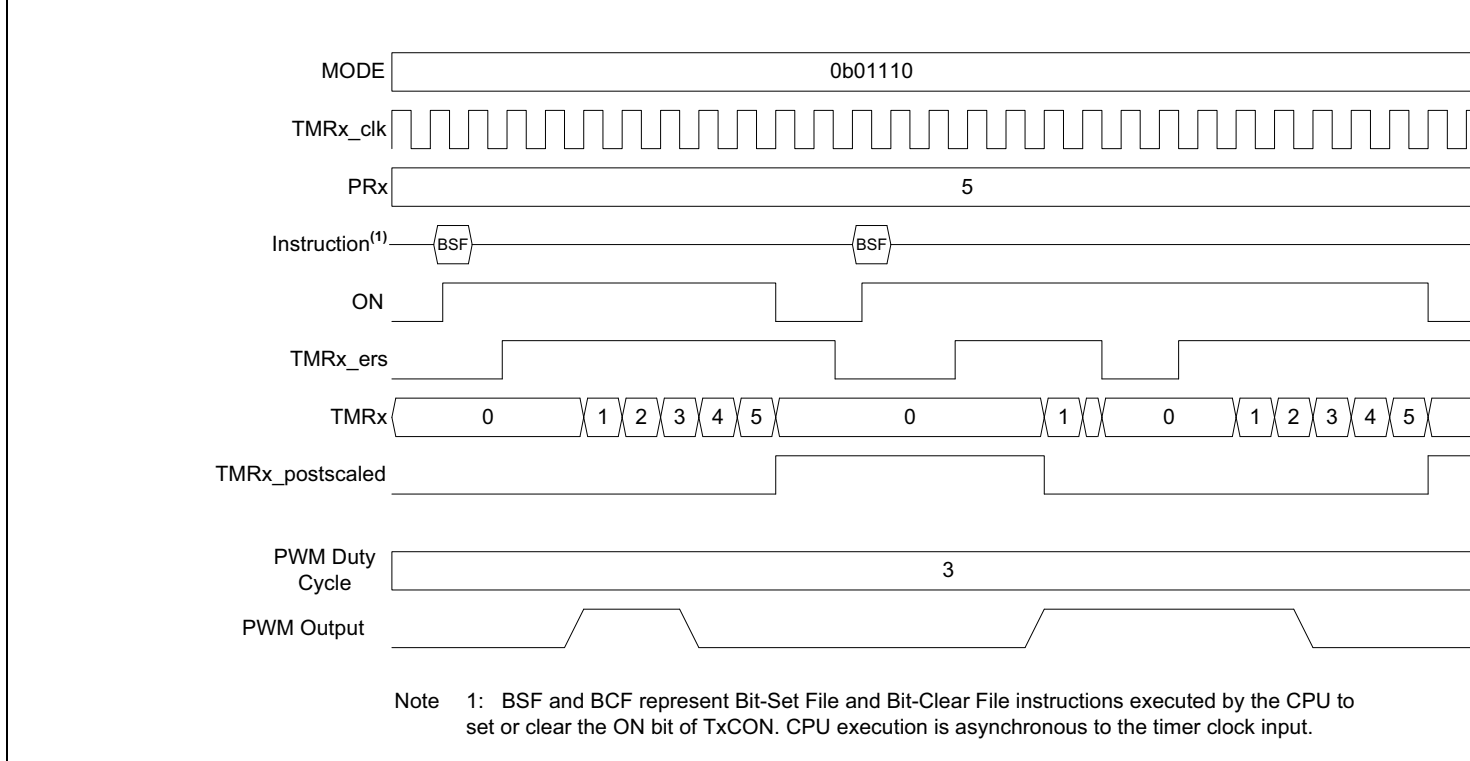 MODE 0b01110
TMRx_clk
PRx 5
Instruction(1) BSF BSF
ON
TMRx_ers
TMRx 0 1 2 3 4 5 0 1 0 1 2 3 4 5
TMRx_postscaled
PWM Duty
Cycle 3
PWM Output
Note 1: BSF and BCF represent Bit-Set File and Bit-Clear File instructions executed by the CPU to
set or clear the ON bit of TxCON. CPU execution is asynchronous to the timer clock input.